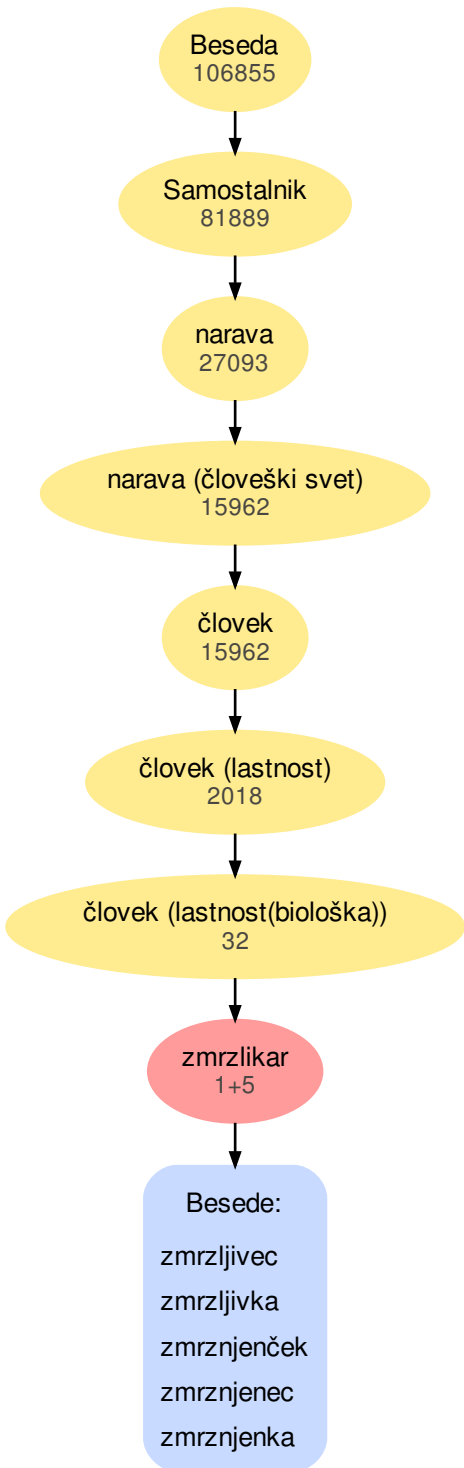 Beseda
106855
Samostalnik
81889
narava
27093
narava (človeški svet)
15962
človek
15962
človek (lastnost)
2018
človek (lastnost(biološka))
32
zmrzlikar
1+5
Besede:
zmrzljivec
zmrzljivka
zmrznjenček
zmrznjenec
zmrznjenka